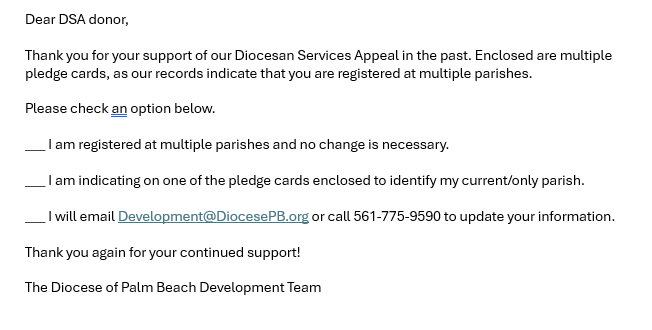 Dear DSA donor,
Thank you for your support of our Diocesan Services Appeal in the past. Enclosed are multiple
pledge cards, as our records indicate that you are registered at multiple parishes.
Please check an option below.
___ I am registered at multiple parishes and no change is necessary.
___ I am indicating on one of the pledge cards enclosed to identify my current/only parish.
___ I will email Development@DiocesePB.org or call 561-775-9590 to update your information.
Thank you again for your continued support!
The Diocese of Palm Beach Development Team